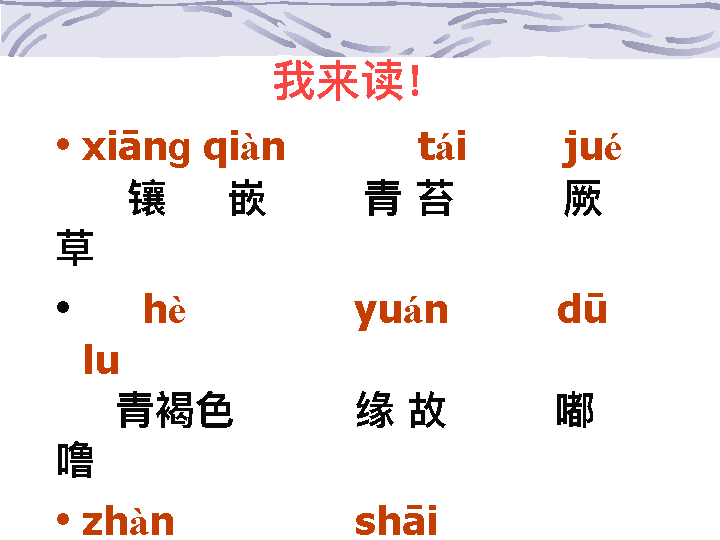 我来读！
• xiāng qiàn tái jué
镶 嵌 青 苔 厥
草
• hè yuán dū
lu
青褐色 缘 故 嘟
噜
• zhàn shāi